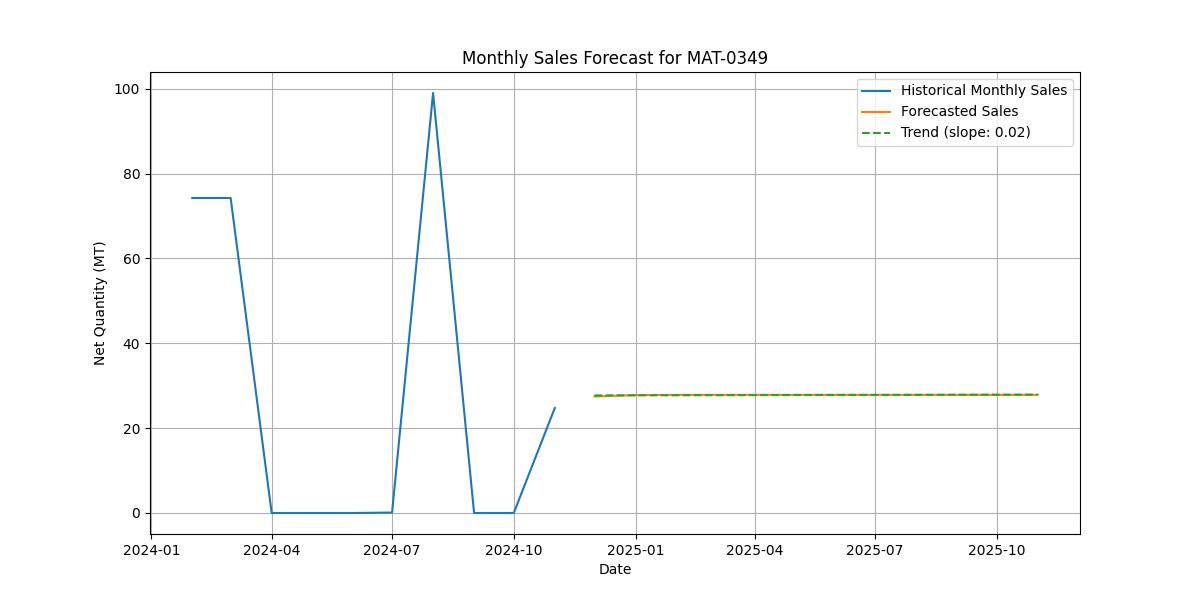 Monthly Sales Forecast for MAT-0349
Historical Monthly Sales
Forecasted Sales
Trend (slope: 0.02)
Net Quantity (MT)
100
80
60
40
20
0
2024-01 2024-04 2024-07 2024-10 2025-01 2025-04 2025-07 2025-10
Date